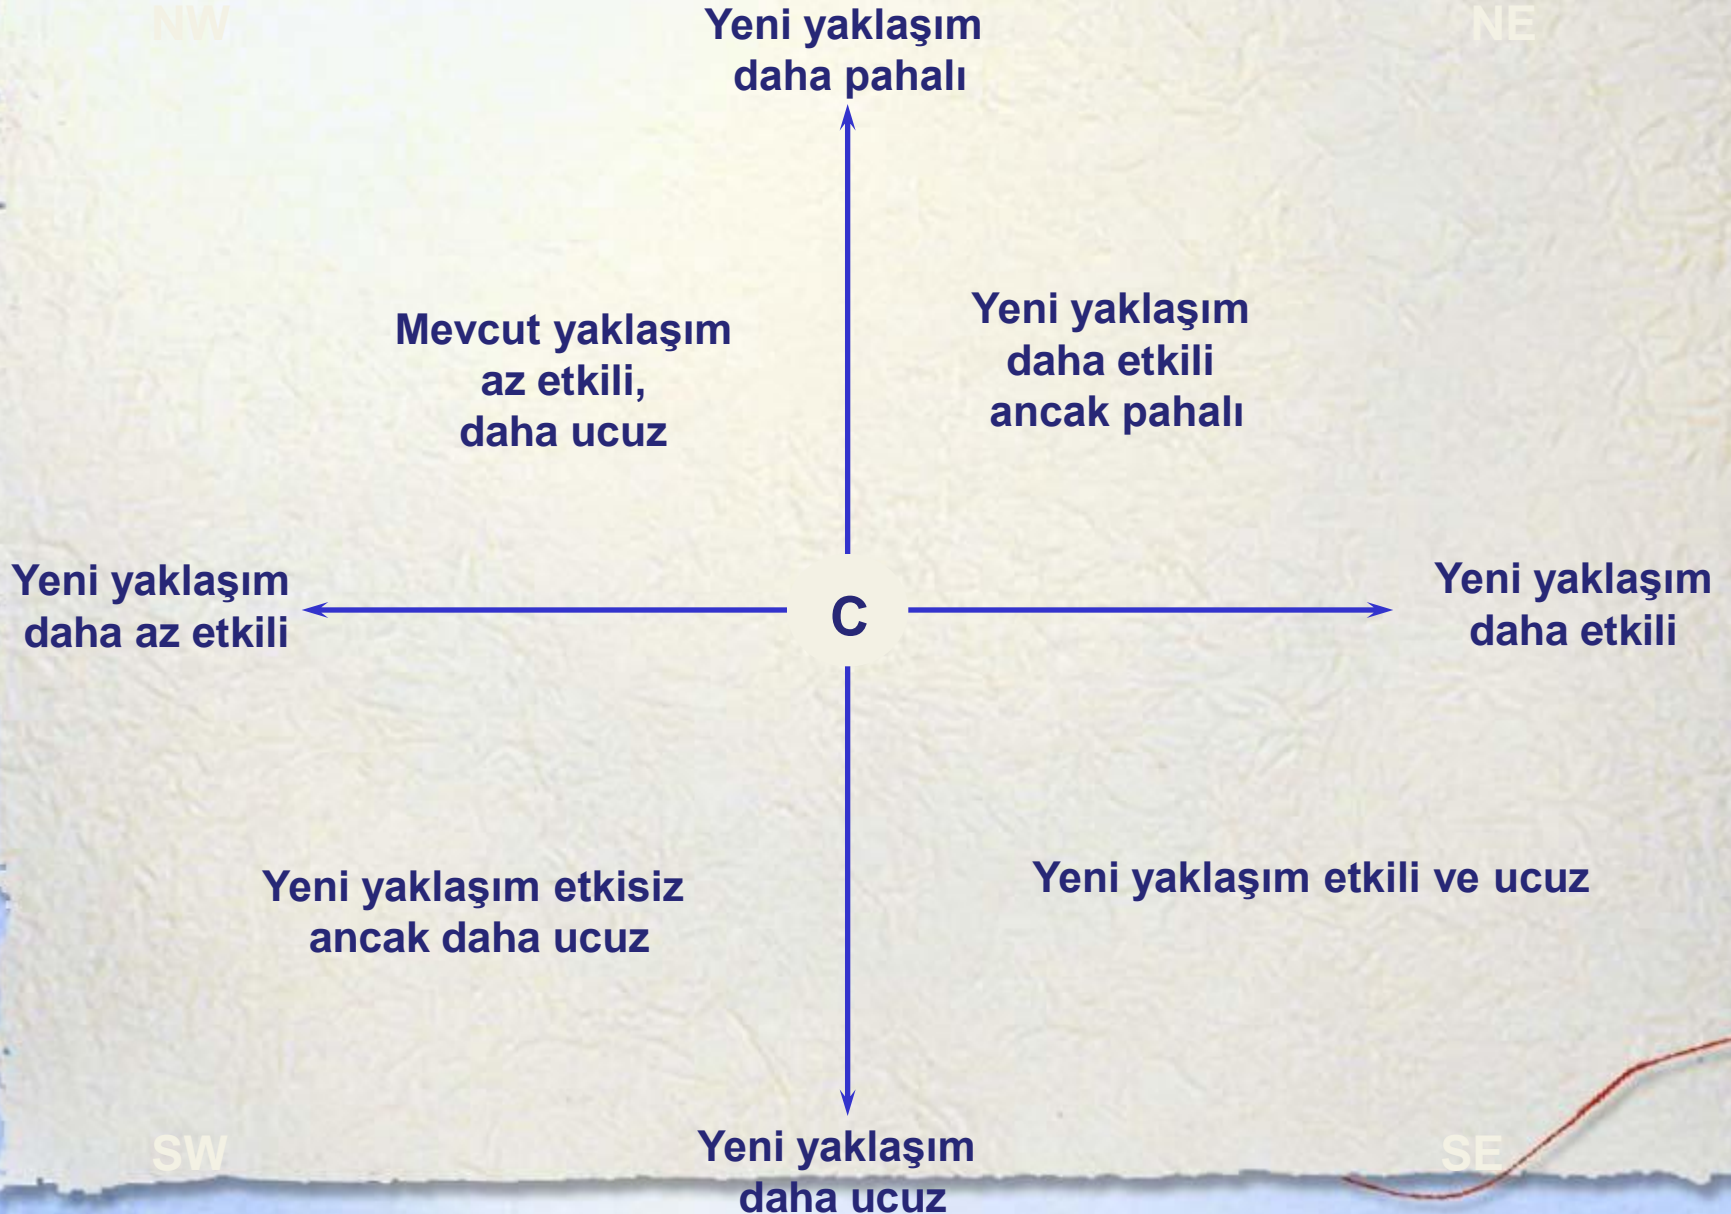 NW
Yeni yaklaşım
daha pahalı
NE
Mevcut yaklaşım
az etkili,
daha ucuz
Yeni yaklaşım
daha etkili
ancak pahalı
Yeni yaklaşım
daha az etkili
C
Yeni yaklaşım
daha etkili
Yeni yaklaşım etkisiz
ancak daha ucuz
Yeni yaklaşım etkili ve ucuz
SW
Yeni yaklaşım
daha ucuz
SE